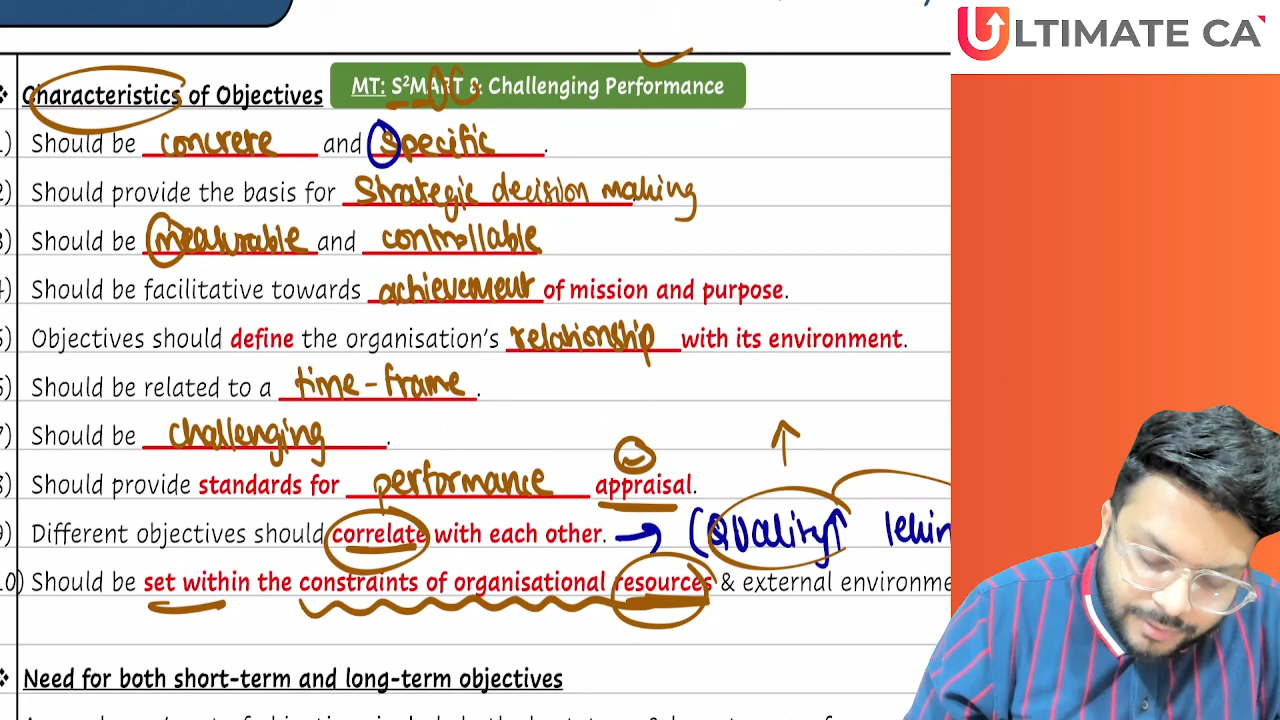 ULTIMATE CA
Characteristics of Objectives
MT: S²MART & Challenging Performance
1) Should be concrete and specific.
2) Should provide the basis for Strategic decision making
3) Should be measurable and controllable
4) Should be facilitative towards achievement of mission and purpose.
5) Objectives should define the organisation's relationship with its environment.
6) Should be related to a time-frame.
7) Should be challenging.
8) Should provide standards for performance appraisal.
9) Different objectives should correlate with each other. → (Quality↑
10) Should be set within the constraints of organisational resources & external environme
Need for both short-term and long-term objectives